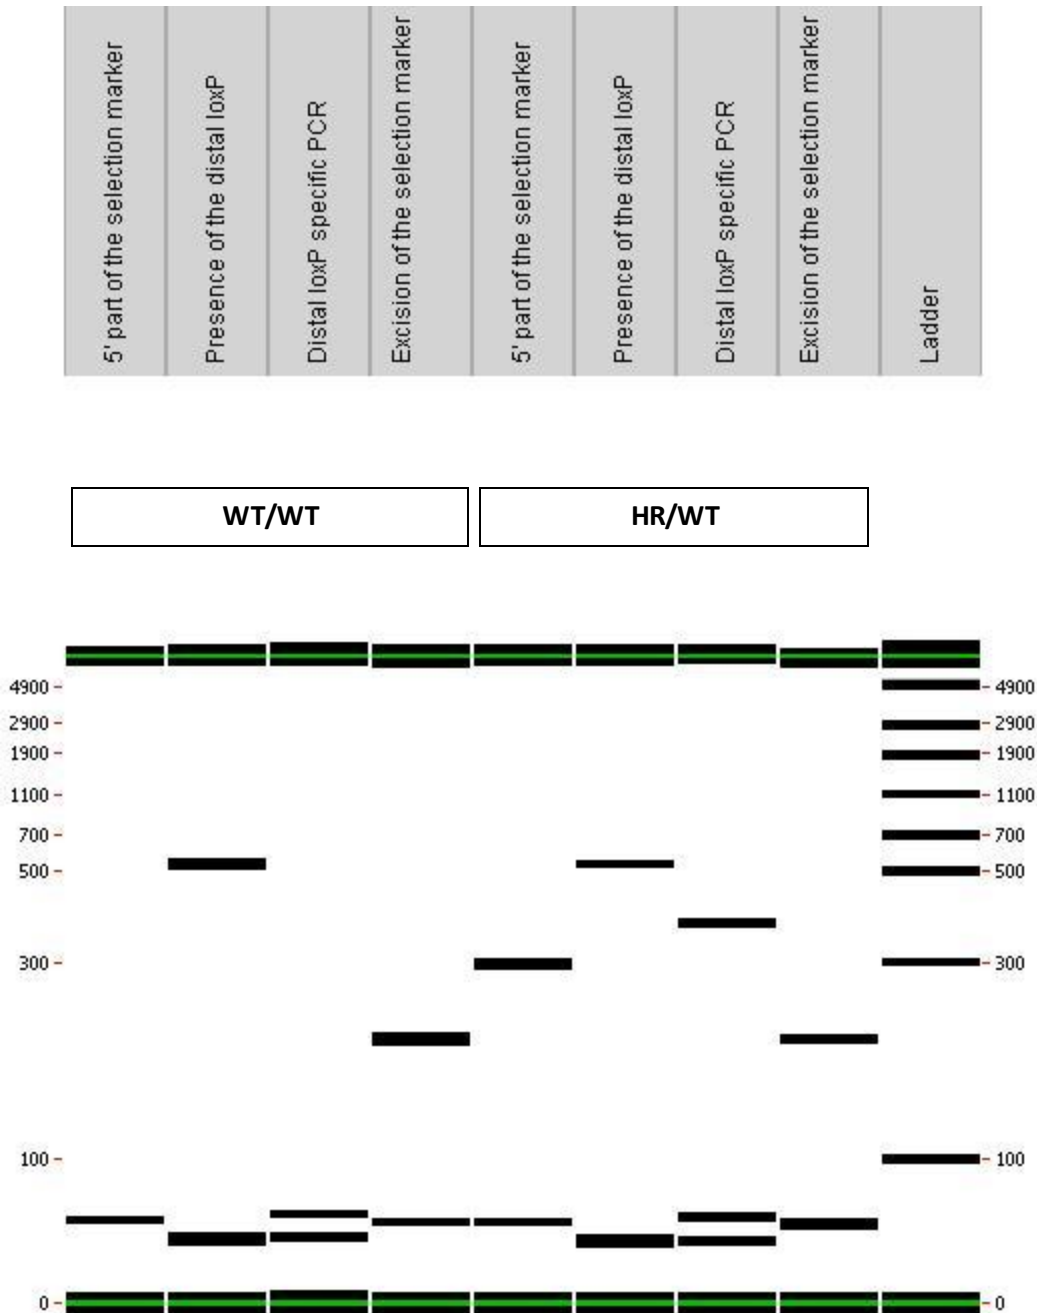 5' part of the selection marker
Presence of the distal loxP
Distal loxP specific PCR
Excision of the selection marker
5' part of the selection marker
Presence of the distal loxP
Distal loxP specific PCR
Excision of the selection marker
Ladder
WT/WT
HR/WT
4900 4900
2900 2900
1900 1900
1100 1100
700 700
500 500
300 300
100 100
0 0